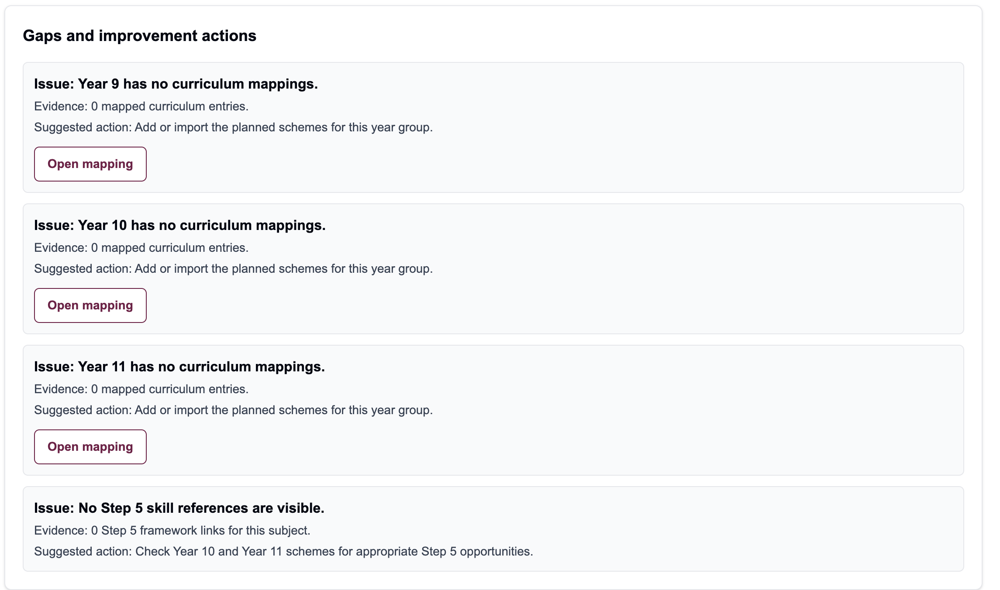 Gaps and improvement actions
Issue: Year 9 has no curriculum mappings.
Evidence: 0 mapped curriculum entries.
Suggested action: Add or import the planned schemes for this year group.
Open mapping
Issue: Year 10 has no curriculum mappings.
Evidence: 0 mapped curriculum entries.
Suggested action: Add or import the planned schemes for this year group.
Open mapping
Issue: Year 11 has no curriculum mappings.
Evidence: 0 mapped curriculum entries.
Suggested action: Add or import the planned schemes for this year group.
Open mapping
Issue: No Step 5 skill references are visible.
Evidence: 0 Step 5 framework links for this subject.
Suggested action: Check Year 10 and Year 11 schemes for appropriate Step 5 opportunities.